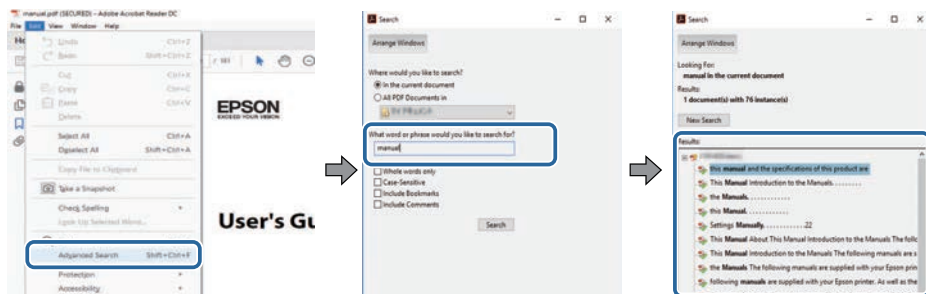 manual.pdf (SECURED) - Adobe Acrobat Reader DC
File Edit View Window Help
Undo Ctrl+Z
Redo Shift+Ctrl+Z
Cut Ctrl+X
Copy Ctrl+C
Paste Ctrl+V
Delete
Select All Ctrl+A
Deselect All Shift+Ctrl+A
Copy File to Clipboard
Take a Snapshot
Check Spelling
Look Up Selected Word...
Advanced Search Shift+Ctrl+F
Protection
Accessibility
EPSON
EXCEED YOUR VISION
User's Gu
Search
Arrange Windows
Where would you like to search?
In the current document
All PDF Documents in
What word or phrase would you like to search for?
manual
Whole words only
Case-Sensitive
Include Bookmarks
Include Comments
Search
Search
Arrange Windows
Looking For:
manual in the current document
Results:
1 document(s) with 76 instance(s)
New Search
Results:
this manual and the specifications of this product are
This Manual Introduction to the Manuals.........
the Manuals............
this Manual............
Settings Manually............22
This Manual About This Manual Introduction to the Manuals The follo
This Manual Introduction to the Manuals The following manuals are s
the Manuals The following manuals are supplied with your Epson prin
following manuals are supplied with your Epson printer. As well as the